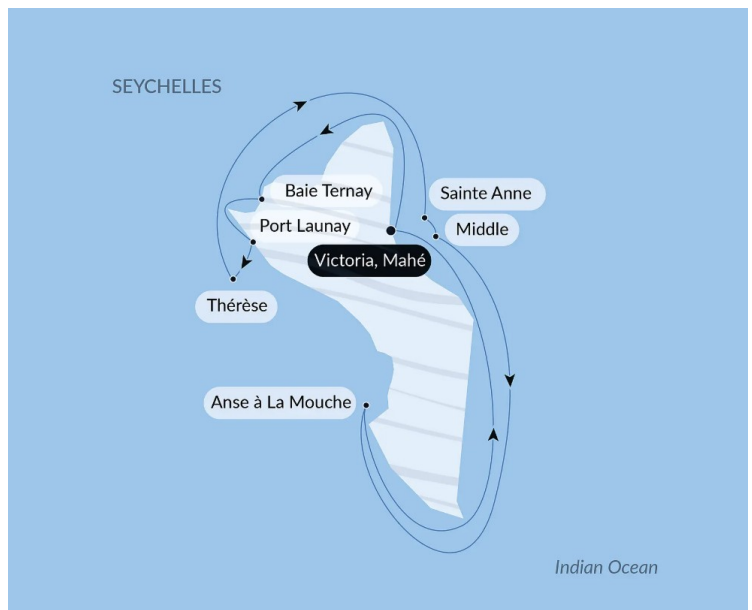 SEYCHELLES
Baie Ternay
Sainte Anne
Port Launay
Middle
Victoria, Mahé
Thérèse
Anse à La Mouche
Indian Ocean